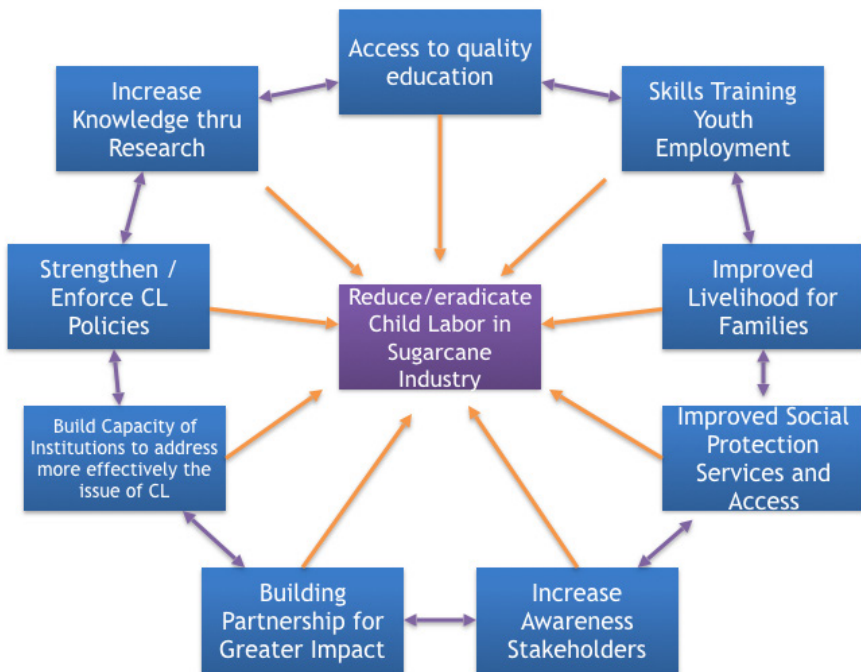 Access to quality
education
Increase
Knowledge thru
Research
Skills Training
Youth
Employment
Strengthen /
Enforce CL
Policies
Reduce/eradicate
Child Labor in
Sugarcane
Industry
Improved
Livelihood for
Families
Build Capacity of
Institutions to address
more effectively the
issue of CL
Improved Social
Protection
Services and
Access
Building
Partnership for
Greater Impact
Increase
Awareness
Stakeholders